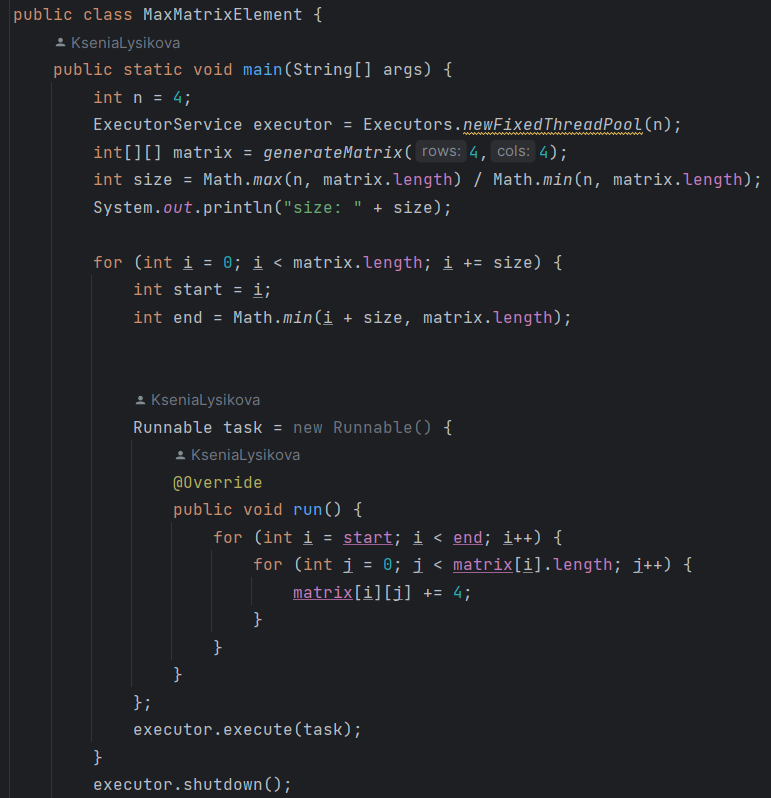 public class MaxMatrixElement {
KseniaLysikova
public static void main(String[] args) {
int n = 4;
ExecutorService executor = Executors.newFixedThreadPool(n);
int[][] matrix = generateMatrix( rows: 4, cols: 4);
int size = Math.max(n, matrix.length) / Math.min(n, matrix.length);
System.out.println("size: " + size);
for (int i = 0; i < matrix.length; i += size) {
int start = i;
int end = Math.min(i + size, matrix.length);
KseniaLysikova
Runnable task = new Runnable() {
KseniaLysikova
@Override
public void run() {
for (int i = start; i < end; i++) {
for (int j = 0; j < matrix[i].length; j++) {
matrix[i][j] += 4;
}
}
}
};
executor.execute(task);
}
executor.shutdown();